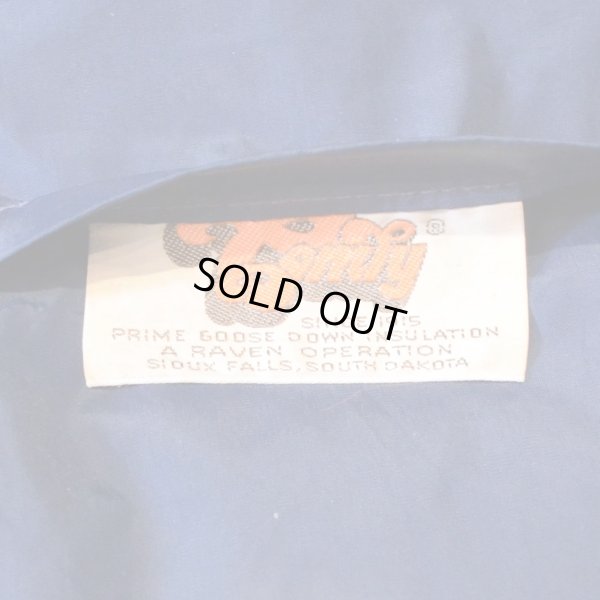 SOLD OUT
PRIME GOOSE DOWN INSULATION
A RAVEN OPERATION
SIOUX FALLS, SOUTH DAKOTA